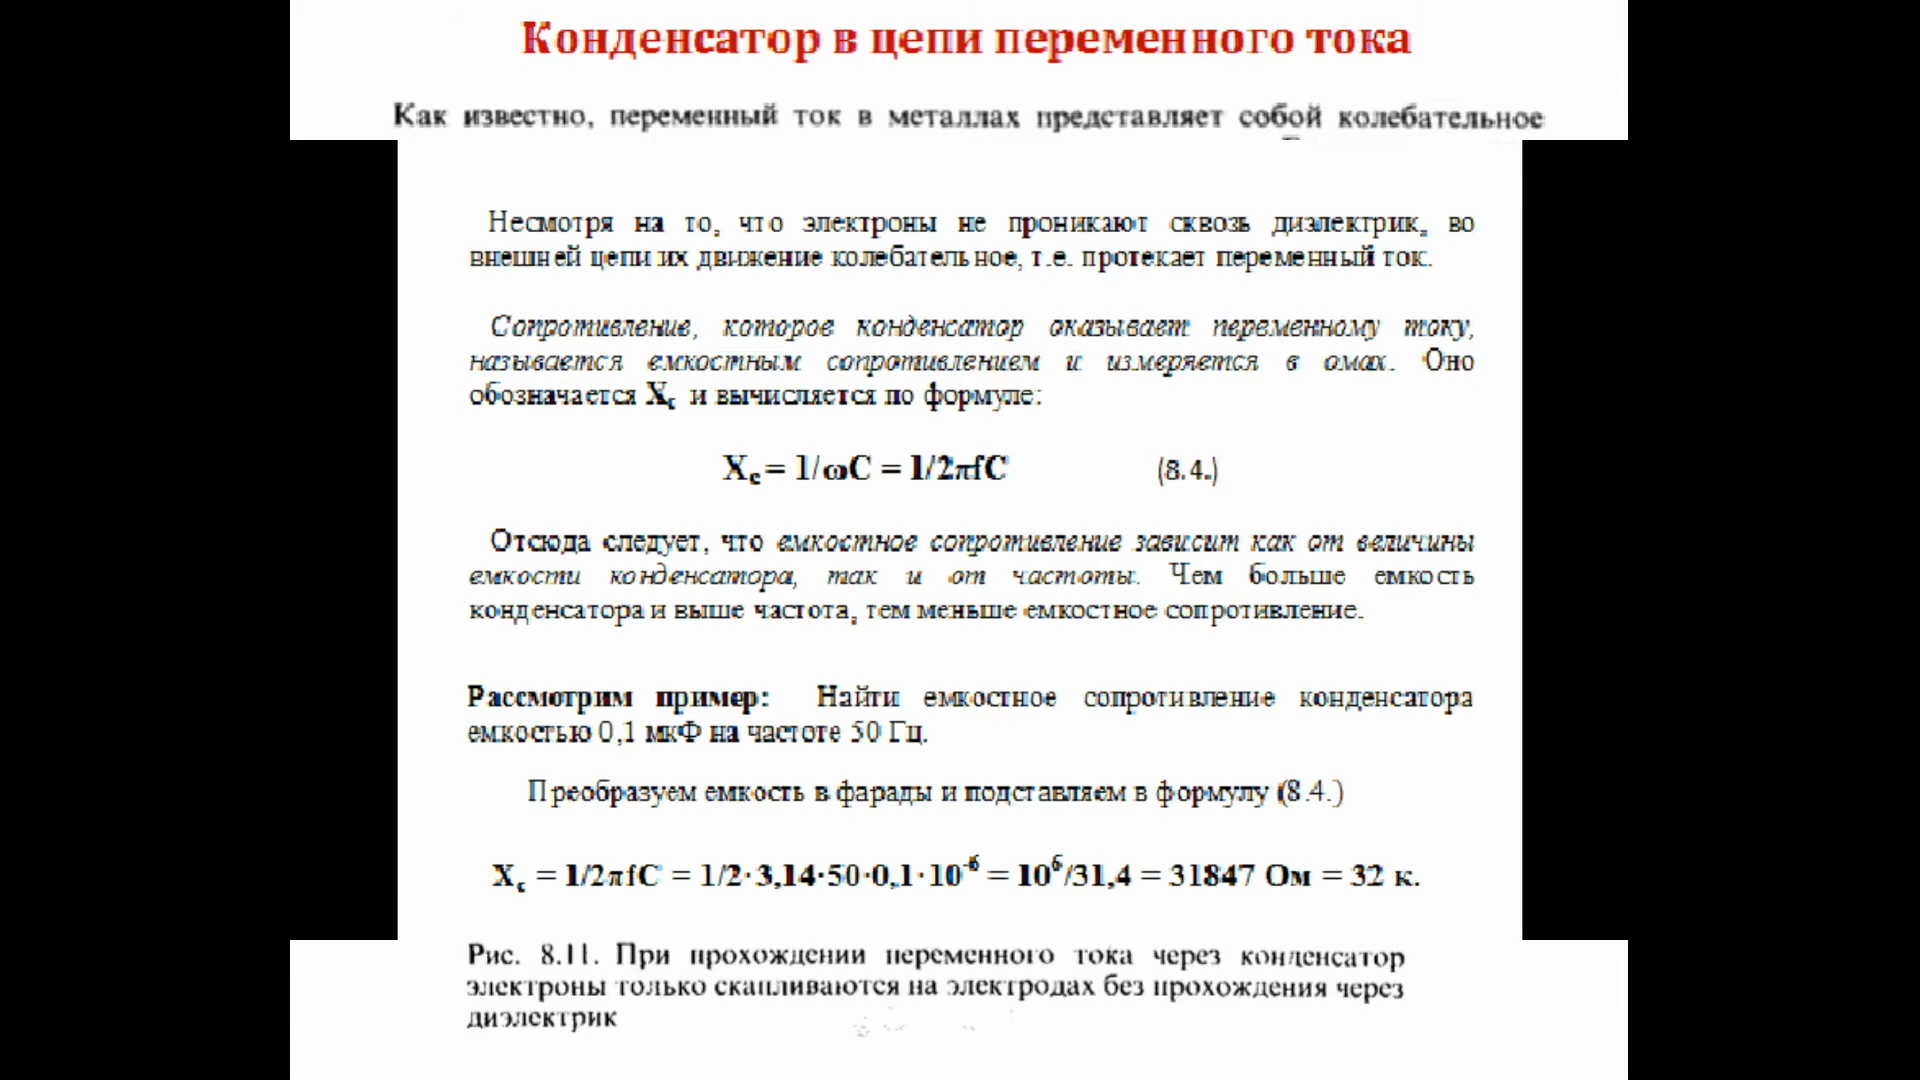 Конденсатор в цепи переменного тока
Как известно, переменный ток в металлах представляет собой колебательное
Несмотря на то, что электроны не проникают сквозь диэлектрик, во
внешней цепи их движение колебательное, т.е. протекает переменный ток.
Сопротивление, которое конденсатор оказывает переменному току,
называется емкостным сопротивлением и измеряется в омах. Оно
обозначается Xc и вычисляется по формуле:
Xc = 1/ωC = 1/2πfC (8.4.)
Отсюда следует, что емкостное сопротивление зависит как от величины
емкости конденсатора, так и от частоты. Чем больше емкость
конденсатора и выше частота, тем меньше емкостное сопротивление.
Рассмотрим пример: Найти емкостное сопротивление конденсатора
емкостью 0,1 мкФ на частоте 50 Гц.
Преобразуем емкость в фарады и подставляем в формулу (8.4.)
Xc = 1/2πfC = 1/2·3,14·50·0,1·10⁻⁶ = 10⁶/31,4 = 31847 Ом = 32 к.
Рис. 8.11. При прохождении переменного тока через конденсатор
электроны только скапливаются на электродах без прохождения через
диэлектрик